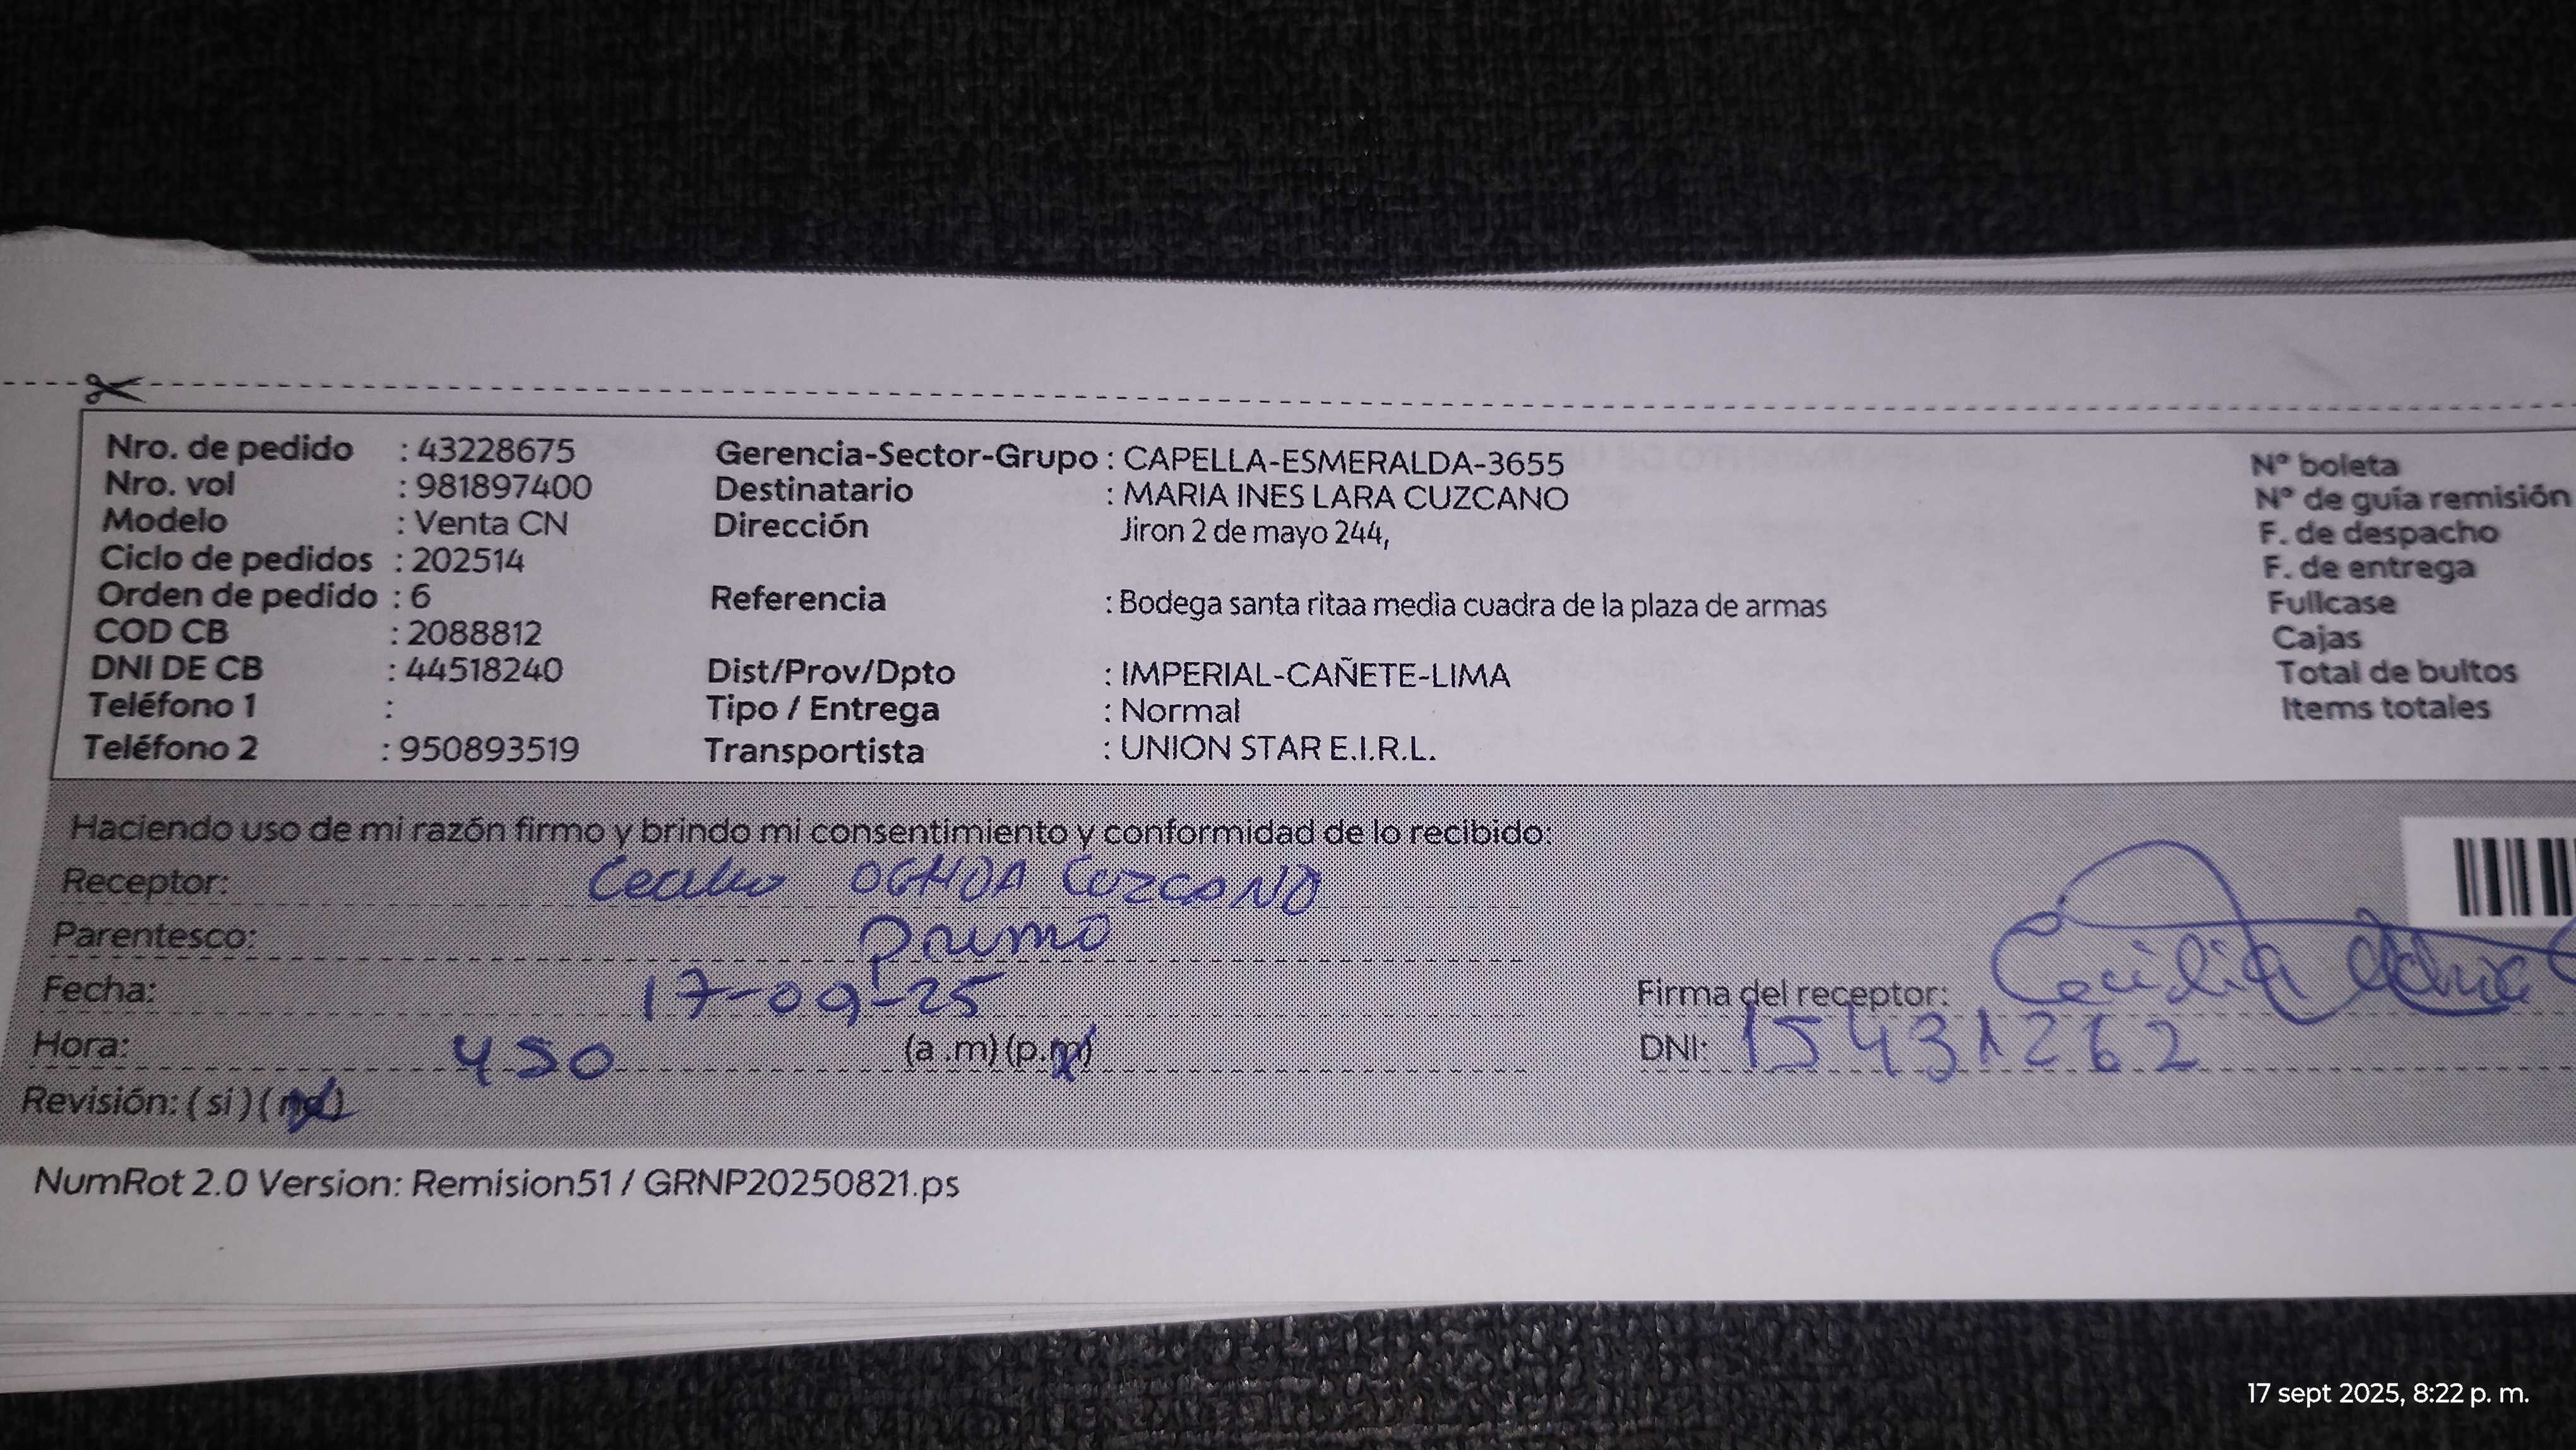 Nro. de pedido : 43228675 Gerencia-Sector-Grupo : CAPELLA-ESMERALDA-3655 N° boleta
Nro. vol : 981897400 Destinatario : MARIA INES LARA CUZCANO N° de guía remisión
Modelo : Venta CN Dirección Jiron 2 de mayo 244, F. de despacho
Ciclo de pedidos : 202514 F. de entrega
Orden de pedido : 6 Referencia : Bodega santa ritaa media cuadra de la plaza de armas Fullcase
COD CB : 2088812 Cajas
DNI DE CB : 44518240 Dist/Prov/Dpto : IMPERIAL-CAÑETE-LIMA Total de bultos
Teléfono 1 : Tipo / Entrega : Normal Items totales
Teléfono 2 : 950893519 Transportista : UNION STAR E.I.R.L.
Haciendo uso de mi razón firmo y brindo mi consentimiento y conformidad de lo recibido:
Receptor: OCHOA CUZCANO
Parentesco: Primo
Fecha: 17-09-25 Firma del receptor: Cecilia
Hora: 450 (a .m) (p.m) DNI: 15431262
Revisión: ( si ) ( no )
NumRot 2.0 Version: Remision51 / GRNP20250821.ps
17 sept 2025, 8:22 p. m.